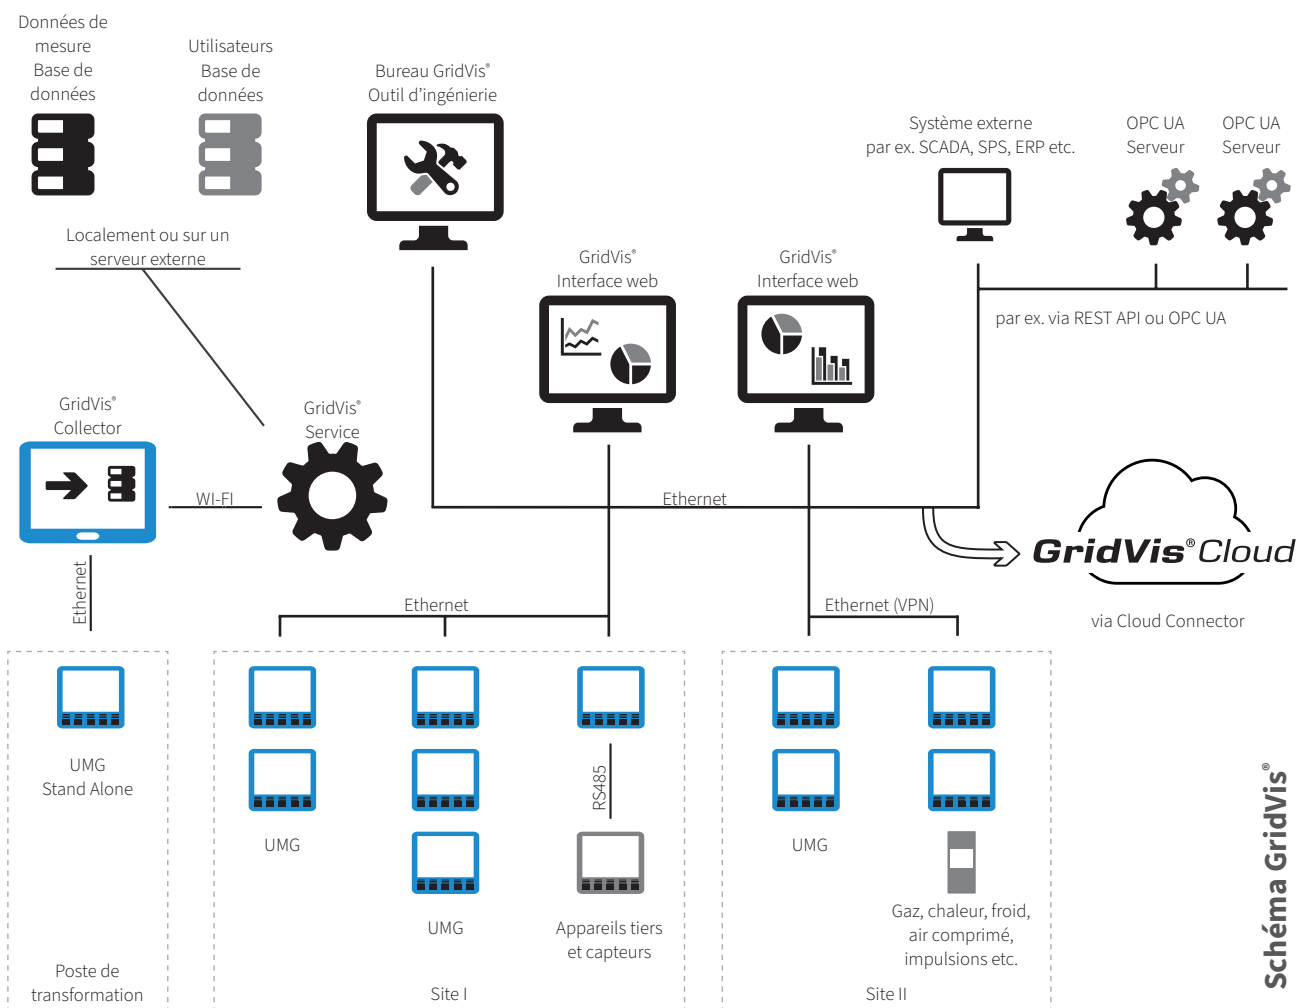 Données de
mesure
Base de
données
Utilisateurs
Base de
données
Bureau GridVis®
Outil d'ingénierie
Système externe
par ex. SCADA, SPS, ERP etc.
OPC UA
Serveur
OPC UA
Serveur
Localement ou sur un
serveur externe
GridVis®
Interface web
GridVis®
Interface web
par ex. via REST API ou OPC UA
GridVis®
Collector
GridVis®
Service
WI-FI
Ethernet
GridVis® Cloud
via Cloud Connector
Ethernet
Ethernet
Ethernet (VPN)
UMG
Stand Alone
RS485
UMG
UMG
UMG
Appareils tiers
et capteurs
Gaz, chaleur, froid,
air comprimé,
impulsions etc.
Poste de
transformation
Site I
Site II
Schéma GridVis®